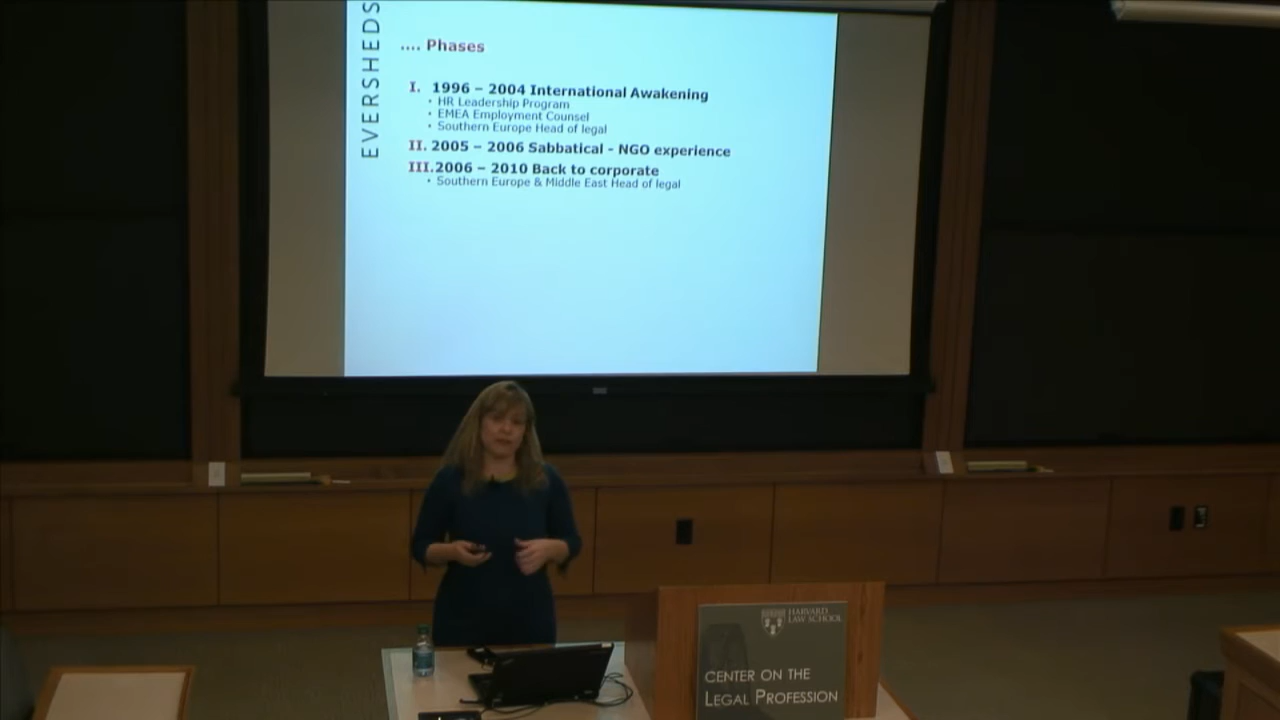 EVERSHEDS
.... Phases
I. 1996 – 2004 International Awakening
• HR Leadership Program
• EMEA Employment Counsel
• Southern Europe Head of legal
II. 2005 – 2006 Sabbatical - NGO experience
III.2006 – 2010 Back to corporate
• Southern Europe & Middle East Head of legal
HARVARD
LAW SCHOOL
CENTER ON THE
LEGAL PROFESSION